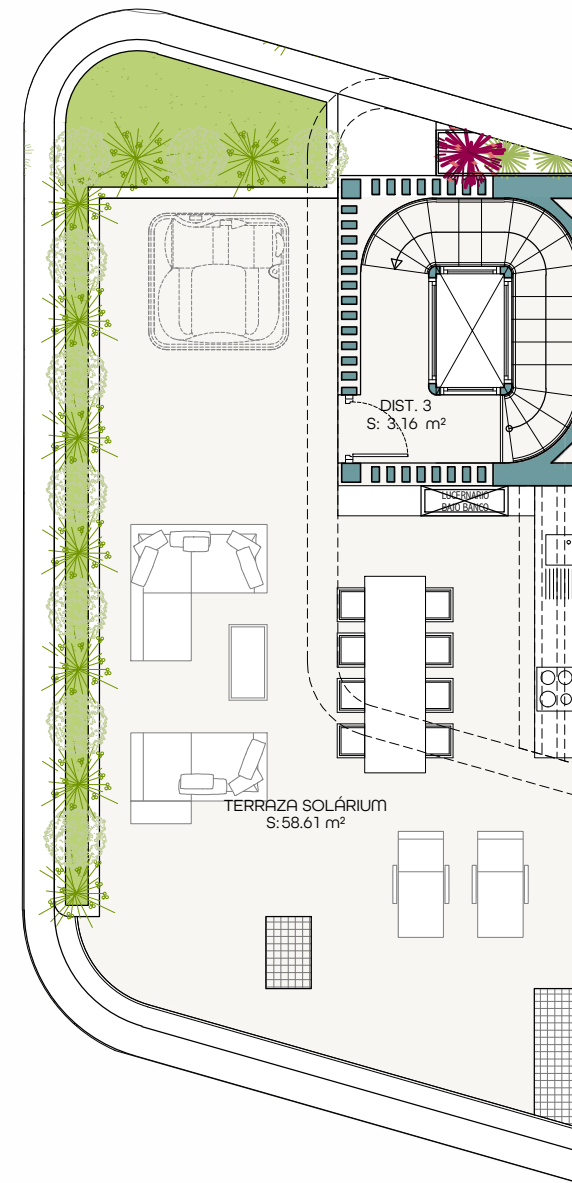 DIST. 3
S: 3.16 m²
LUCERNARIO
BAJO BANCO
TERRAZA SOLÁRIUM
S:58.61 m²